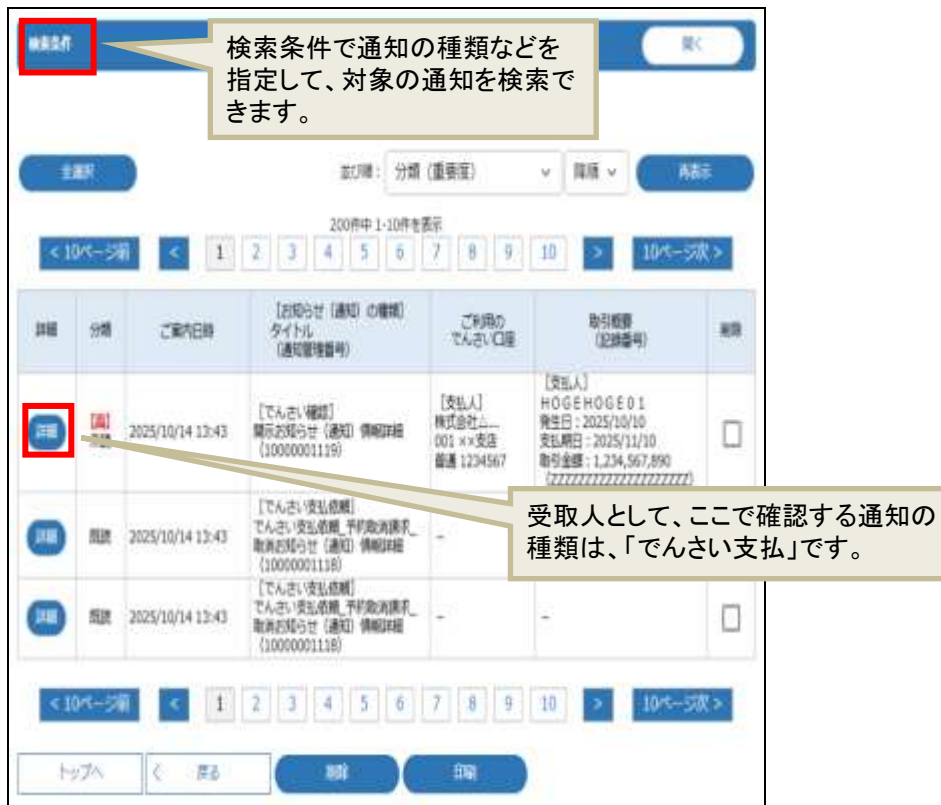 検索条件
開く
検索条件で通知の種類などを
指定して、対象の通知を検索で
きます。
全選択
並び順： 分類（重要度） 降順 再表示
200件中 1-10件を表示
< 10ページ前 < 1 2 3 4 5 6 7 8 9 10 > 10ページ次 >
詳細 分類 ご案内日時 ［お知らせ（通知）の種類］ タイトル （通知管理番号） ご利用の でんさい口座 取引概要 （記録番号） 削除
詳細
［でんさい確認］
開示お知らせ（通知）情報詳細
（10000001119）
2025/10/14 13:43
［支払人］
株式会社△
001 ××支店
普通 1234567
［支払人］
HOGEHOGE01
発生日：2025/10/10
支払期日：2025/11/10
取引金額：1,234,567,890
（ZZZZZZZZZZZZZZZZZZZZ）
受取人として、ここで確認する通知の
種類は、「でんさい支払」です。
詳細 既読 2025/10/14 13:43
［でんさい支払依頼］
でんさい支払依頼_予約取消請求_
取消お知らせ（通知）情報詳細
（10000001118）
-
詳細 既読 2025/10/14 13:43
［でんさい支払依頼］
でんさい支払依頼_予約取消請求_
取消お知らせ（通知）情報詳細
（10000001118）
- -
< 10ページ前 < 1 2 3 4 5 6 7 8 9 10 > 10ページ次 >
トップへ く 戻る 削除 印刷